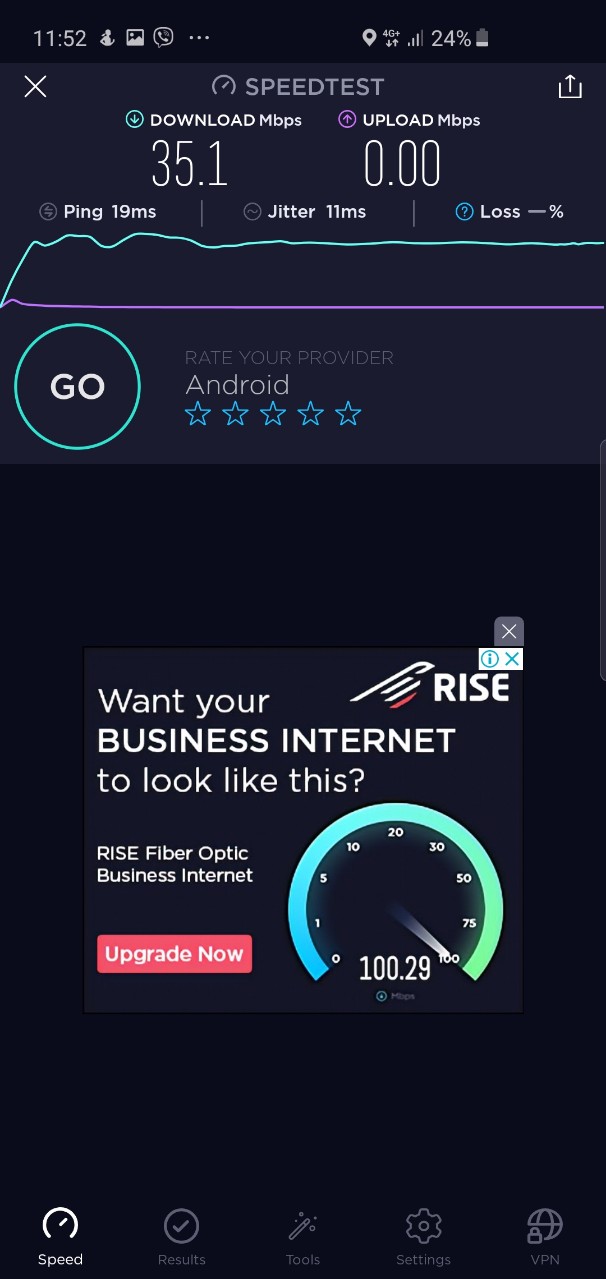 11:52
4G+
24%
SPEEDTEST
DOWNLOAD Mbps
UPLOAD Mbps
35.1
0.00
Ping 19ms
Jitter 11ms
Loss — %
GO
RATE YOUR PROVIDER
Android
RISE
Want your
BUSINESS INTERNET
to look like this?
RISE Fiber Optic
Business Internet
Upgrade Now
0
1
5
10
20
30
50
75
100
100.29
Mbps
Speed
Results
Tools
Settings
VPN